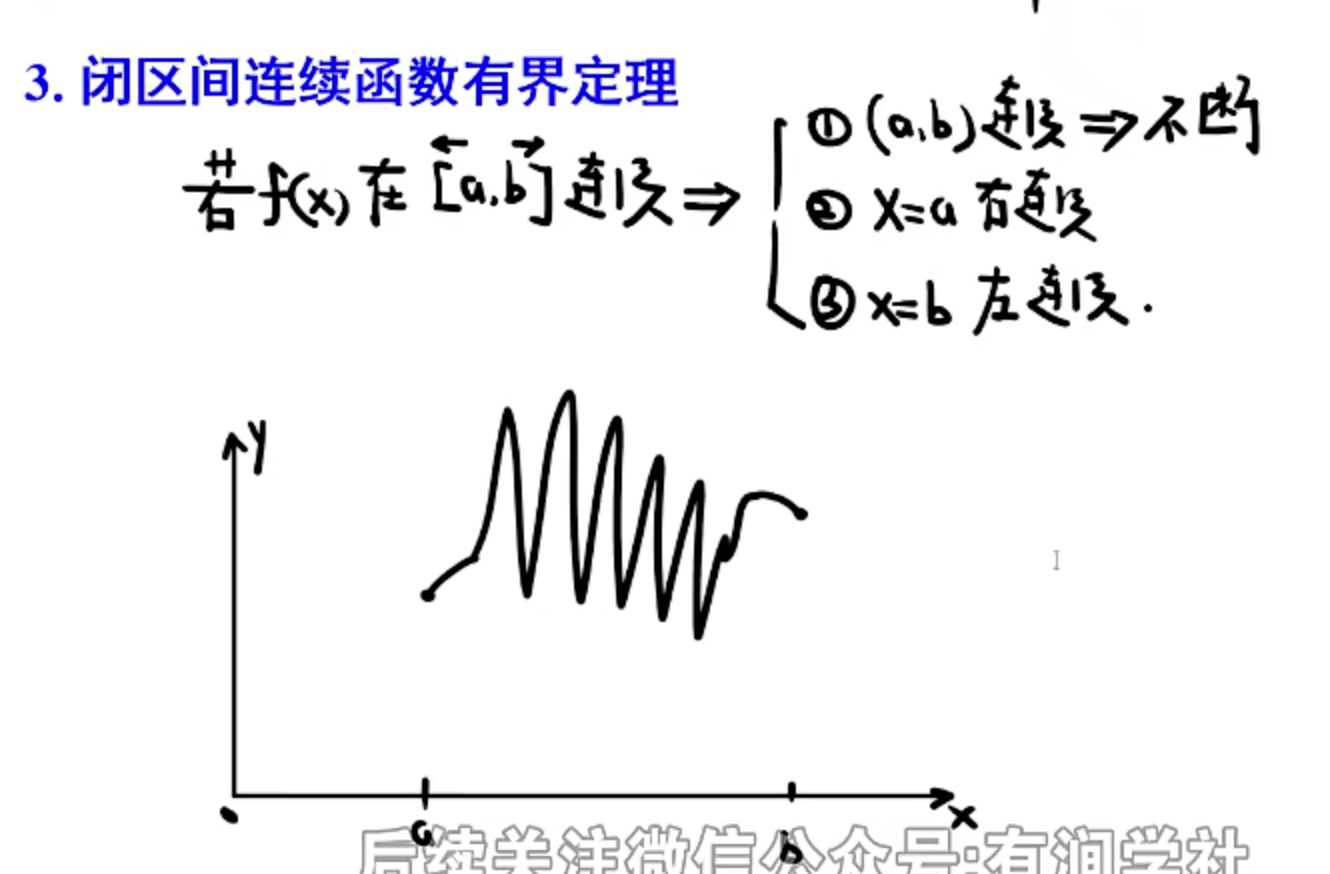 3. 闭区间连续函数有界定理
若 f(x) 在 [a,b] 连续 ⇒
① (a,b) 连续 ⇒ 不断
② x=a 右连续
③ x=b 左连续.
y
x
a
b
后续关注微信公众号:有润学社